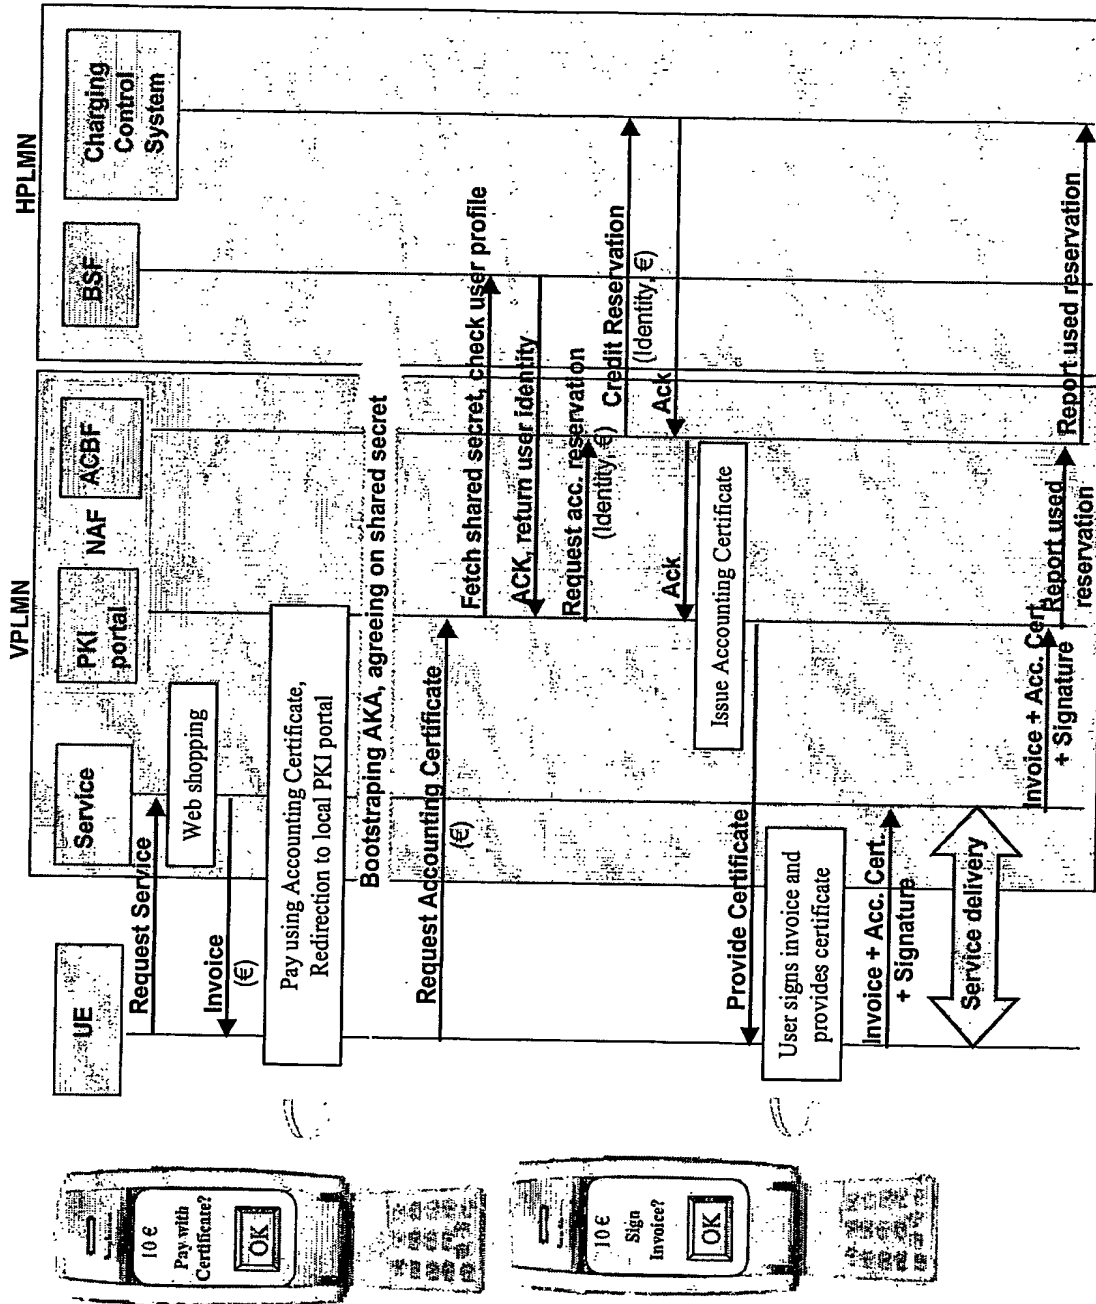 VPLMN
HPLMN
UE
Service
PKI
portal
NAF
ACBF
BSF
Charging
Control
System
Request Service
Web shopping
Invoice
(€)
10 €
Pay with
Certificate?
OK
Pay using Accounting Certificate,
Redirection to local PKI portal
Bootstraping AKA, agreeing on shared secret
Request Accounting Certificate
(€)
Fetch shared secret, check user profile
ACK, return user identity
Request acc. reservation
(Identity, €)
Credit Reservation
(Identity, €)
Ack
Ack
Issue Accounting Certificate
Provide Certificate
10 €
Sign
Invoice?
OK
User signs invoice and
provides certificate
Invoice + Acc. Cert.
+ Signature
Service delivery
Invoice + Acc. Cert.
+ Signature
Report used
reservation
Report used reservation